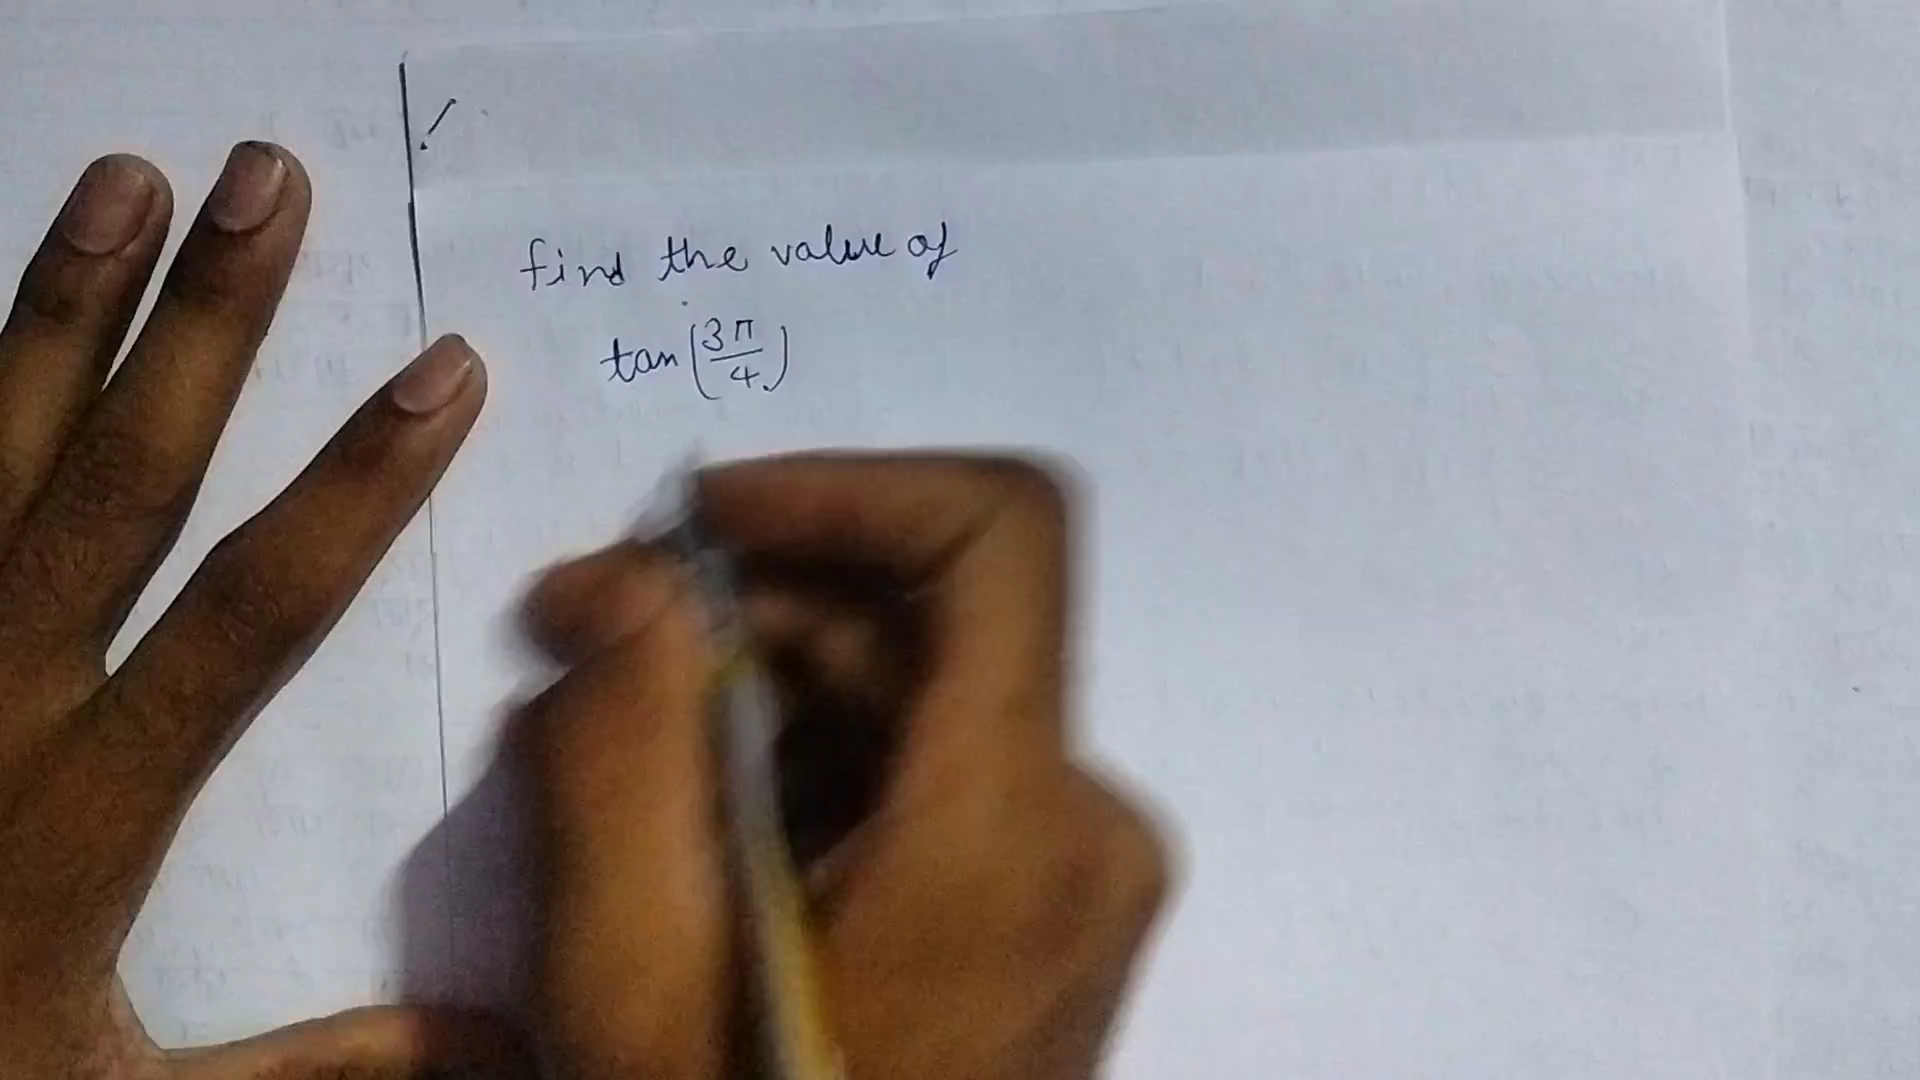 find the value of
tan(3π/4)